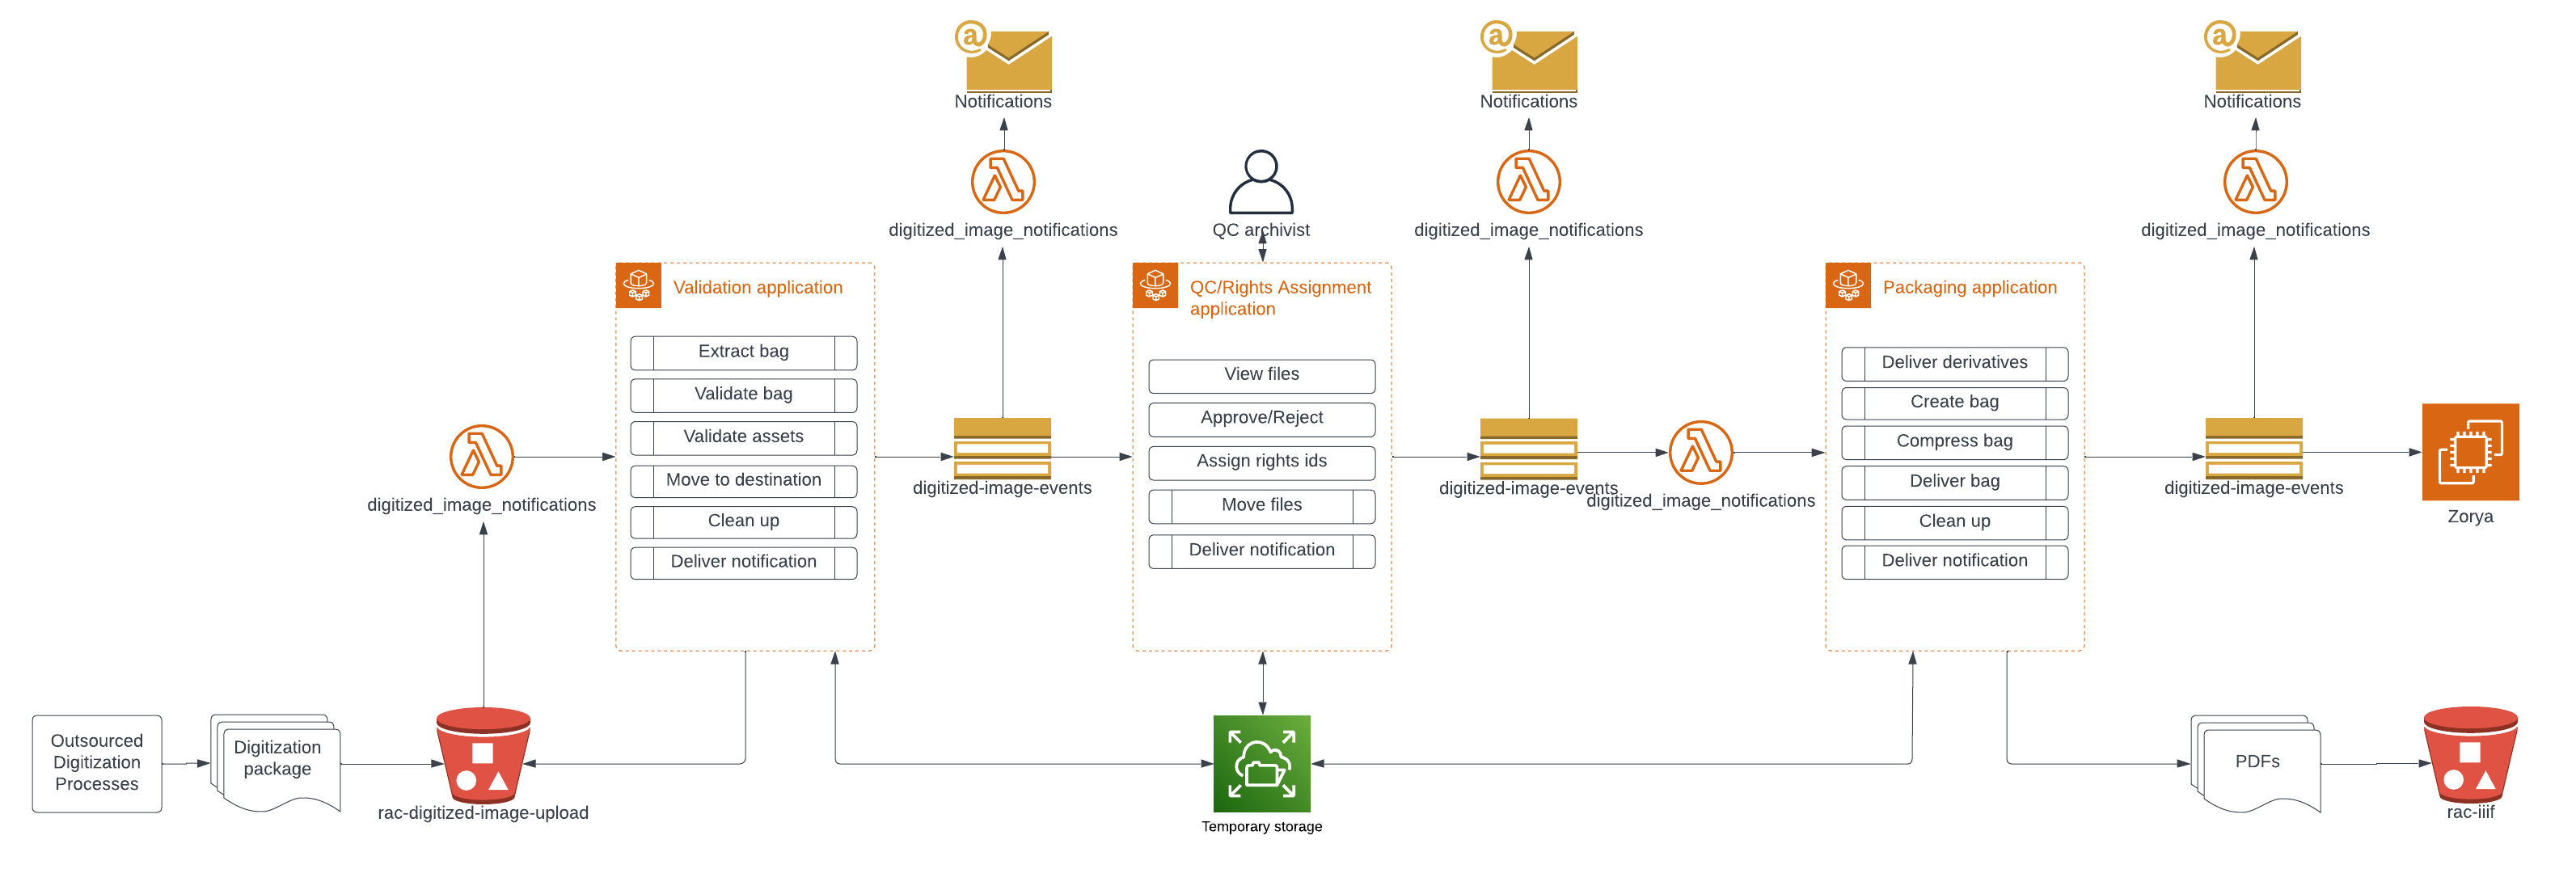 @
Notifications
@
Notifications
@
Notifications
digitized_image_notifications
QC archivist
digitized_image_notifications
digitized_image_notifications
Validation application
Extract bag
Validate bag
Validate assets
Move to destination
Clean up
Deliver notification
QC/Rights Assignment
application
View files
Approve/Reject
Assign rights ids
Move files
Deliver notification
Packaging application
Deliver derivatives
Create bag
Compress bag
Deliver bag
Clean up
Deliver notification
digitized_image_notifications
digitized-image-events
digitized-image-events
digitized_image_notifications
digitized-image-events
Zorya
Outsourced
Digitization
Processes
Digitization
package
rac-digitized-image-upload
Temporary storage
PDFs
rac-iiif